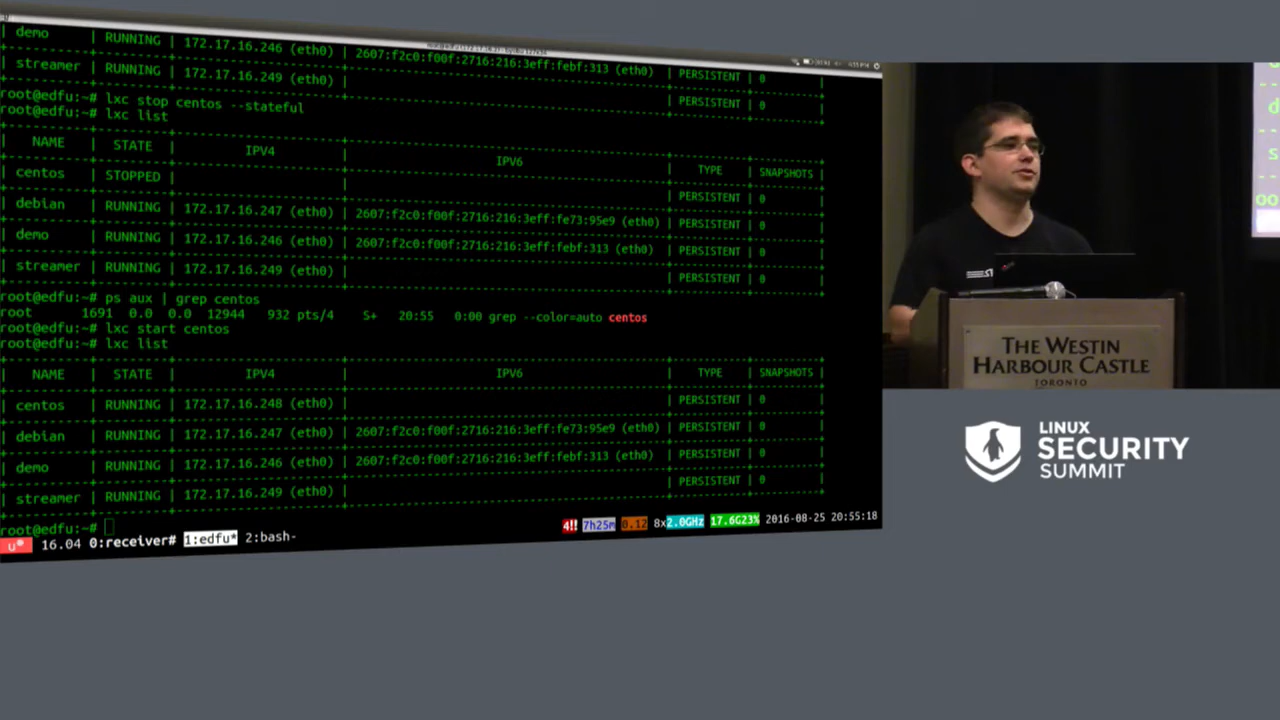 demo | RUNNING | 172.17.16.246 (eth0) | 2607:f2c0:f00f:2716:216:3eff:febf:313 (eth0) | PERSISTENT | 0
streamer | RUNNING | 172.17.16.249 (eth0) | | PERSISTENT | 0
root@edfu:~# lxc stop centos --stateful
root@edfu:~# lxc list
NAME | STATE | IPV4 | IPV6 | TYPE | SNAPSHOTS |
centos | STOPPED | | | PERSISTENT | 0
debian | RUNNING | 172.17.16.247 (eth0) | 2607:f2c0:f00f:2716:216:3eff:fe73:95e9 (eth0) | PERSISTENT | 0
demo | RUNNING | 172.17.16.246 (eth0) | 2607:f2c0:f00f:2716:216:3eff:febf:313 (eth0) | PERSISTENT | 0
streamer | RUNNING | 172.17.16.249 (eth0) | | PERSISTENT | 0
root@edfu:~# ps aux | grep centos
root 1691 0.0 0.0 12944 932 pts/4 S+ 20:55 0:00 grep --color=auto centos
root@edfu:~# lxc start centos
root@edfu:~# lxc list
NAME | STATE | IPV4 | IPV6 | TYPE | SNAPSHOTS |
centos | RUNNING | 172.17.16.248 (eth0) | | PERSISTENT | 0
debian | RUNNING | 172.17.16.247 (eth0) | 2607:f2c0:f00f:2716:216:3eff:fe73:95e9 (eth0) | PERSISTENT | 0
demo | RUNNING | 172.17.16.246 (eth0) | 2607:f2c0:f00f:2716:216:3eff:febf:313 (eth0) | PERSISTENT | 0
streamer | RUNNING | 172.17.16.249 (eth0) | | PERSISTENT | 0
root@edfu:~#
u* 16.04 0:receiver# 1:edfu* 2:bash- 4!! 7h25m 0.12 8x2.0GHz 17.6G23% 2016-08-25 20:55:18
THE WESTIN
HARBOUR CASTLE
TORONTO
LINUX
SECURITY
SUMMIT